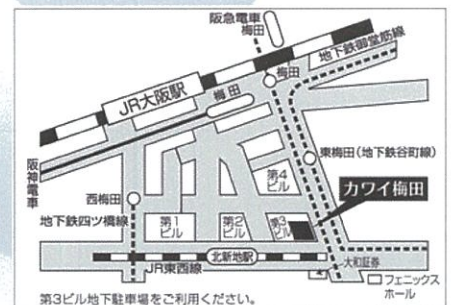 阪急電車
梅田
地下鉄御堂筋線
梅田
JR大阪駅
梅田
阪神電車
東梅田(地下鉄谷町線)
第4
ビル
カワイ梅田
西梅田
地下鉄四ツ橋線
第1
ビル
第2
ビル
第3
ビル
北新地駅
JR東西線
大和証券
フェニックス
ホール
第3ビル地下駐車場をご利用ください。